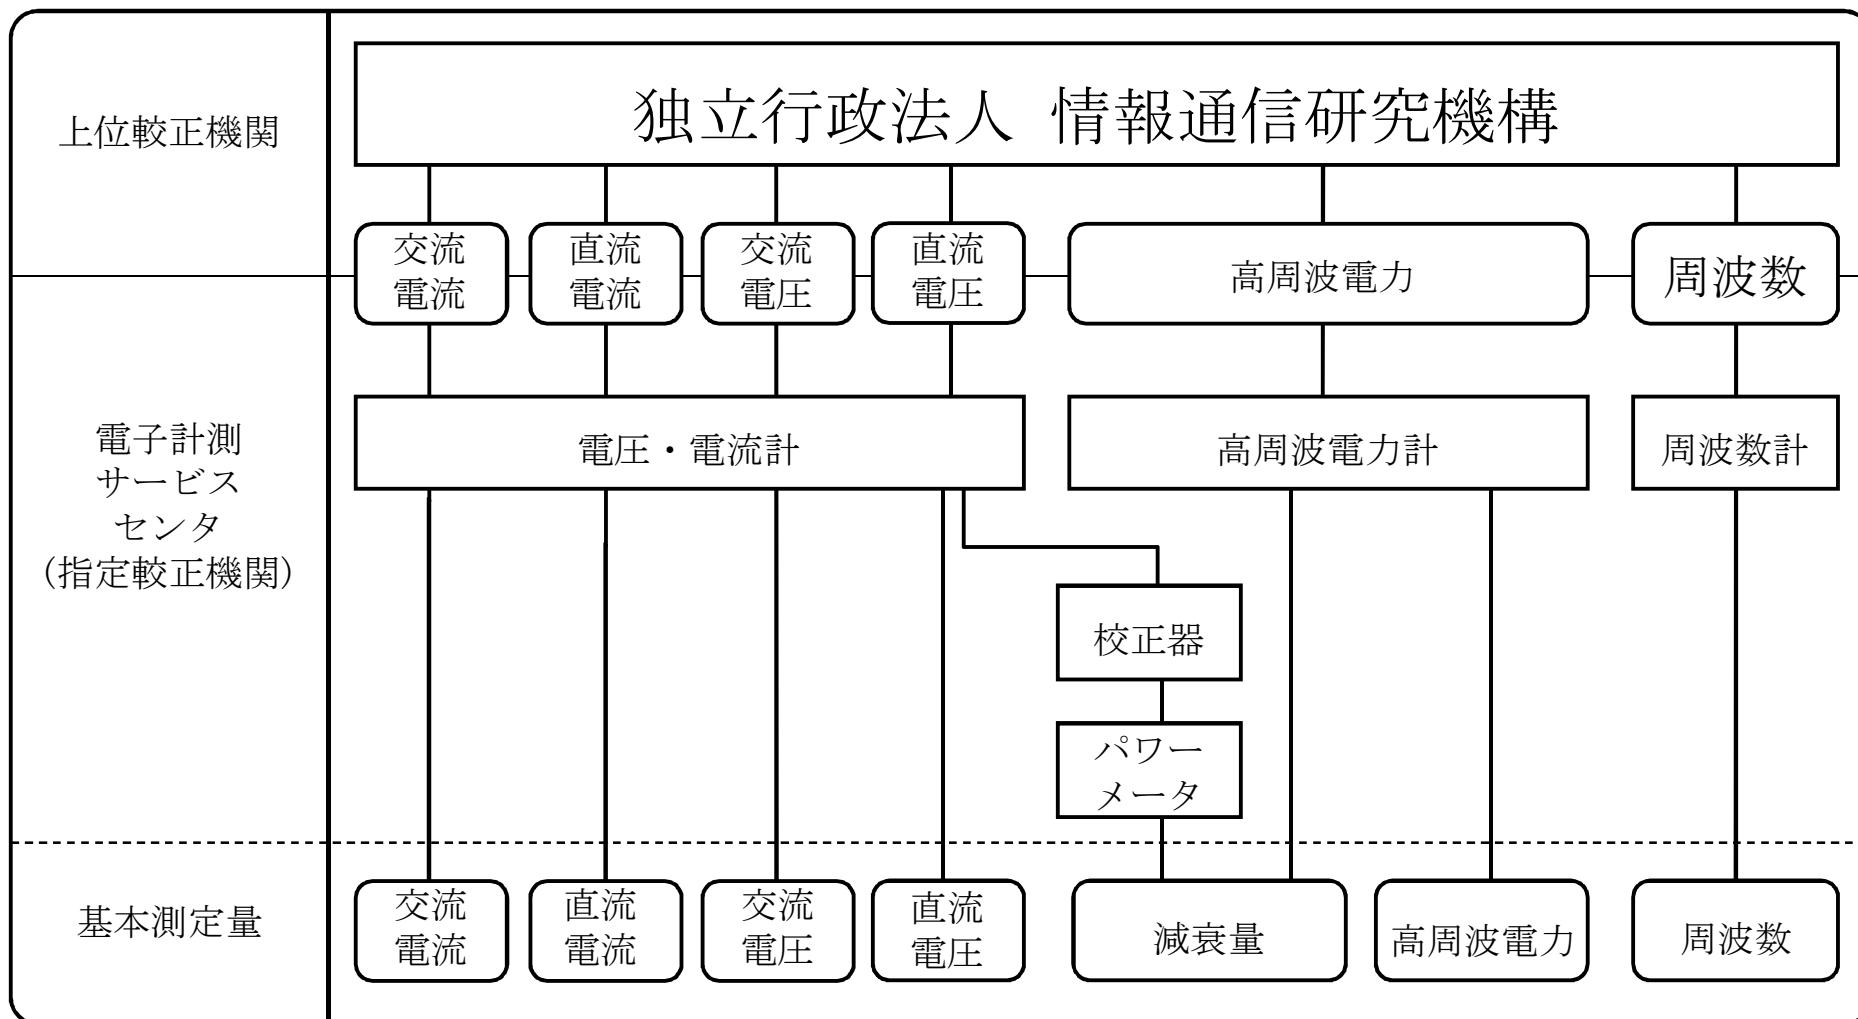 上位較正機関
独立行政法人 情報通信研究機構
交流
電流
直流
電流
交流
電圧
直流
電圧
高周波電力
周波数
電子計測
サービス
センタ
(指定較正機関)
電圧・電流計
高周波電力計
周波数計
校正器
パワー
メータ
基本測定量
交流
電流
直流
電流
交流
電圧
直流
電圧
減衰量
高周波電力
周波数